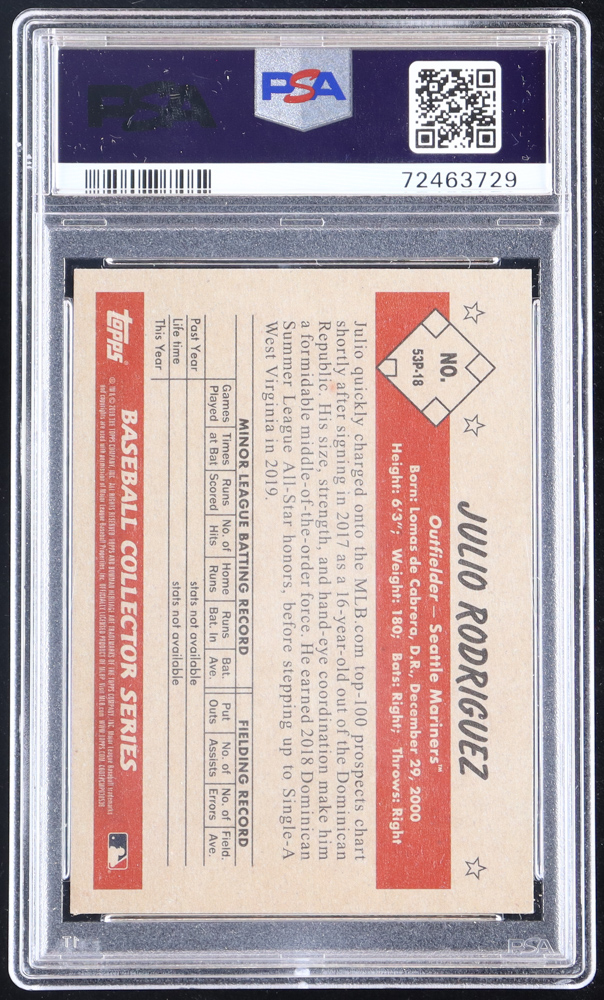 PSA
PSA
72463729
NO.
53P-18
JULIO RODRIGUEZ
Outfielder — Seattle Mariners™
Born: Lomas de Cabrera, D.R., December 29, 2000
Height: 6'3"; Weight: 180; Bats: Right; Throws: Right
Julio quickly charged onto the MLB.com top-100 prospects chart
shortly after signing in 2017 as a 16-year-old out of the Dominican
Republic. His size, strength, and hand-eye coordination make him
a formidable middle-of-the-order force. He earned 2018 Dominican
Summer League All-Star honors, before stepping up to Single-A
West Virginia in 2019.
MINOR LEAGUE BATTING RECORD FIELDING RECORD
Games Played Times at Bat Runs Scored No. of Hits Home Runs Runs Bat. In Bat. Ave. Put Outs No. of Assists No. of Errors Field. Ave.
Past Year stats not available
Life time stats not available
This Year
topps®
BASEBALL COLLECTOR SERIES
PSA